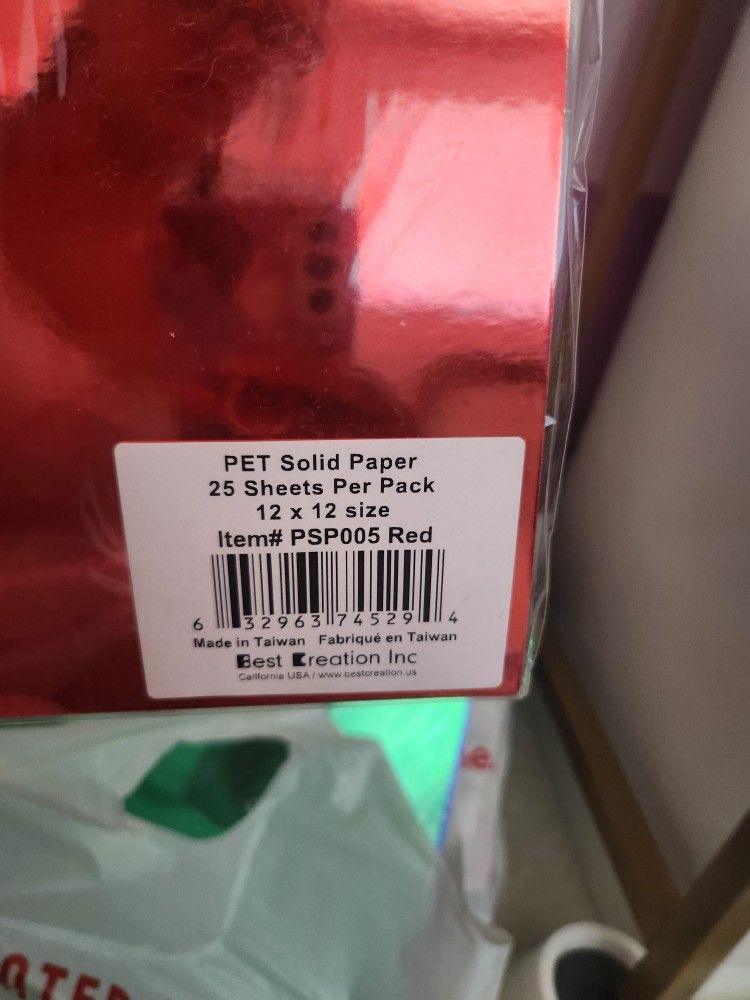 PET Solid Paper
25 Sheets Per Pack
12 x 12 size
Item# PSP005 Red
6 32963 74529 4
Made in Taiwan Fabriqué en Taiwan
Best Creation Inc
California USA / www.bestcreation.us